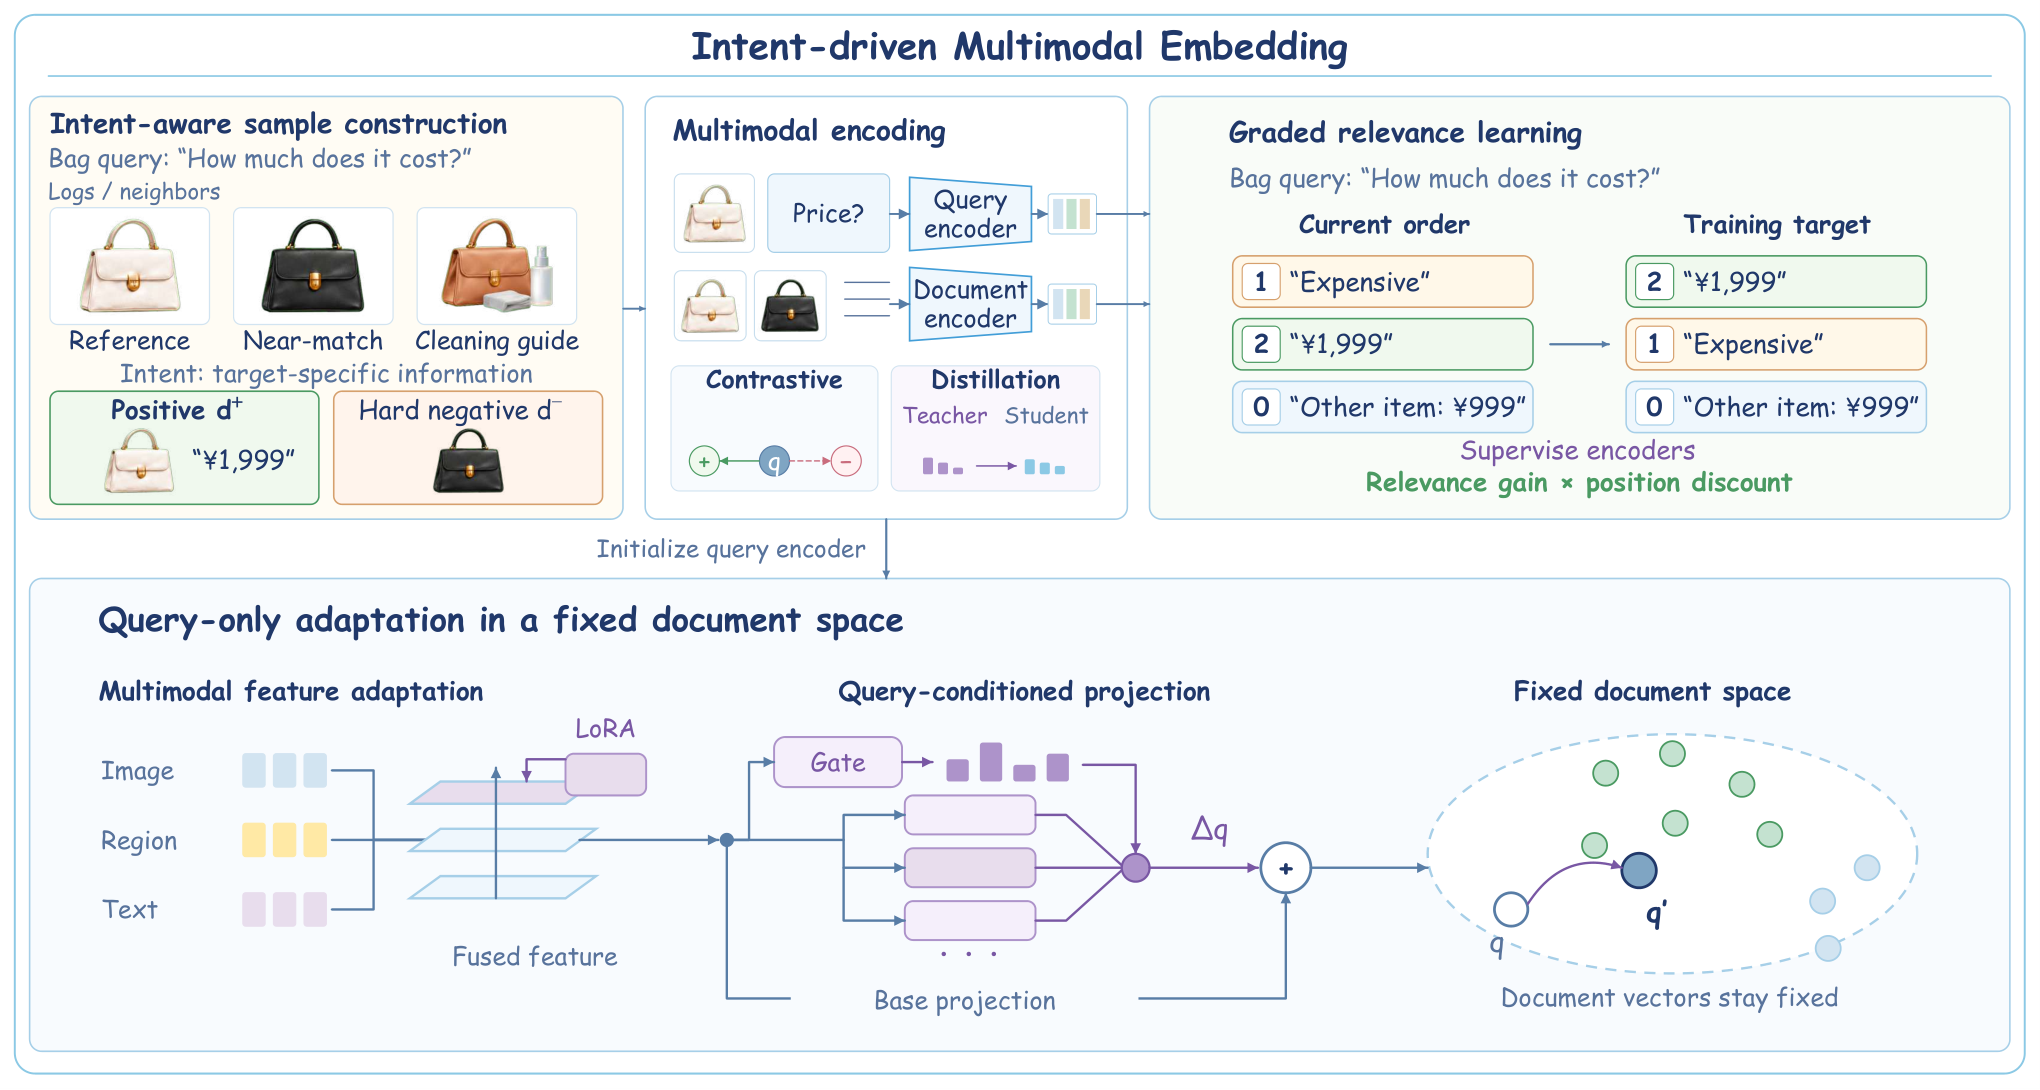 Intent-driven Multimodal Embedding
Intent-aware sample construction
Bag query: “How much does it cost?”
Logs / neighbors
Reference
Near-match
Cleaning guide
Intent: target-specific information
Positive d⁺
“¥1,999”
Hard negative d⁻
Multimodal encoding
Price?
Query
encoder
Document
encoder
Contrastive
+
q
−
Distillation
Teacher
Student
Graded relevance learning
Bag query: “How much does it cost?”
Current order
Training target
1 “Expensive”
2 “¥1,999”
2 “¥1,999”
1 “Expensive”
0 “Other item: ¥999”
0 “Other item: ¥999”
Supervise encoders
Relevance gain × position discount
Initialize query encoder
Query-only adaptation in a fixed document space
Multimodal feature adaptation
LoRA
Image
Region
Text
Fused feature
Query-conditioned projection
Gate
Δq
+
. . .
Base projection
Fixed document space
q
q′
Document vectors stay fixed